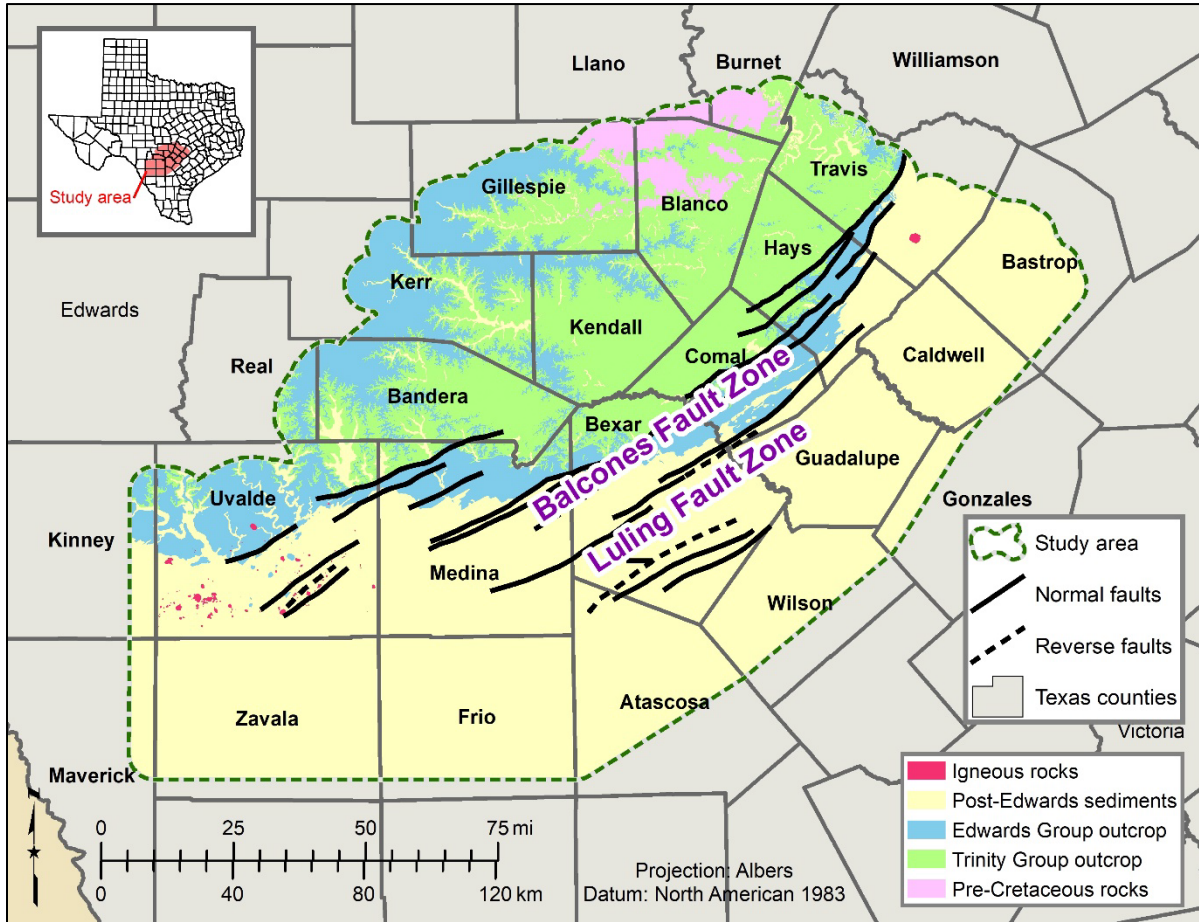 Llano
Burnet
Williamson
Study area
Gillespie
Travis
Blanco
Hays
Bastrop
Kerr
Edwards
Kendall
Real
Comal
Caldwell
Bandera
Bexar
Balcones Fault Zone
Guadalupe
Luling Fault Zone
Uvalde
Gonzales
Kinney
Medina
Wilson
Atascosa
Zavala
Frio
Victoria
Maverick
Study area
Normal faults
Reverse faults
Texas counties
Igneous rocks
Post-Edwards sediments
Edwards Group outcrop
Trinity Group outcrop
Pre-Cretaceous rocks
0 25 50 75 mi
0 40 80 120 km
Projection: Albers
Datum: North American 1983